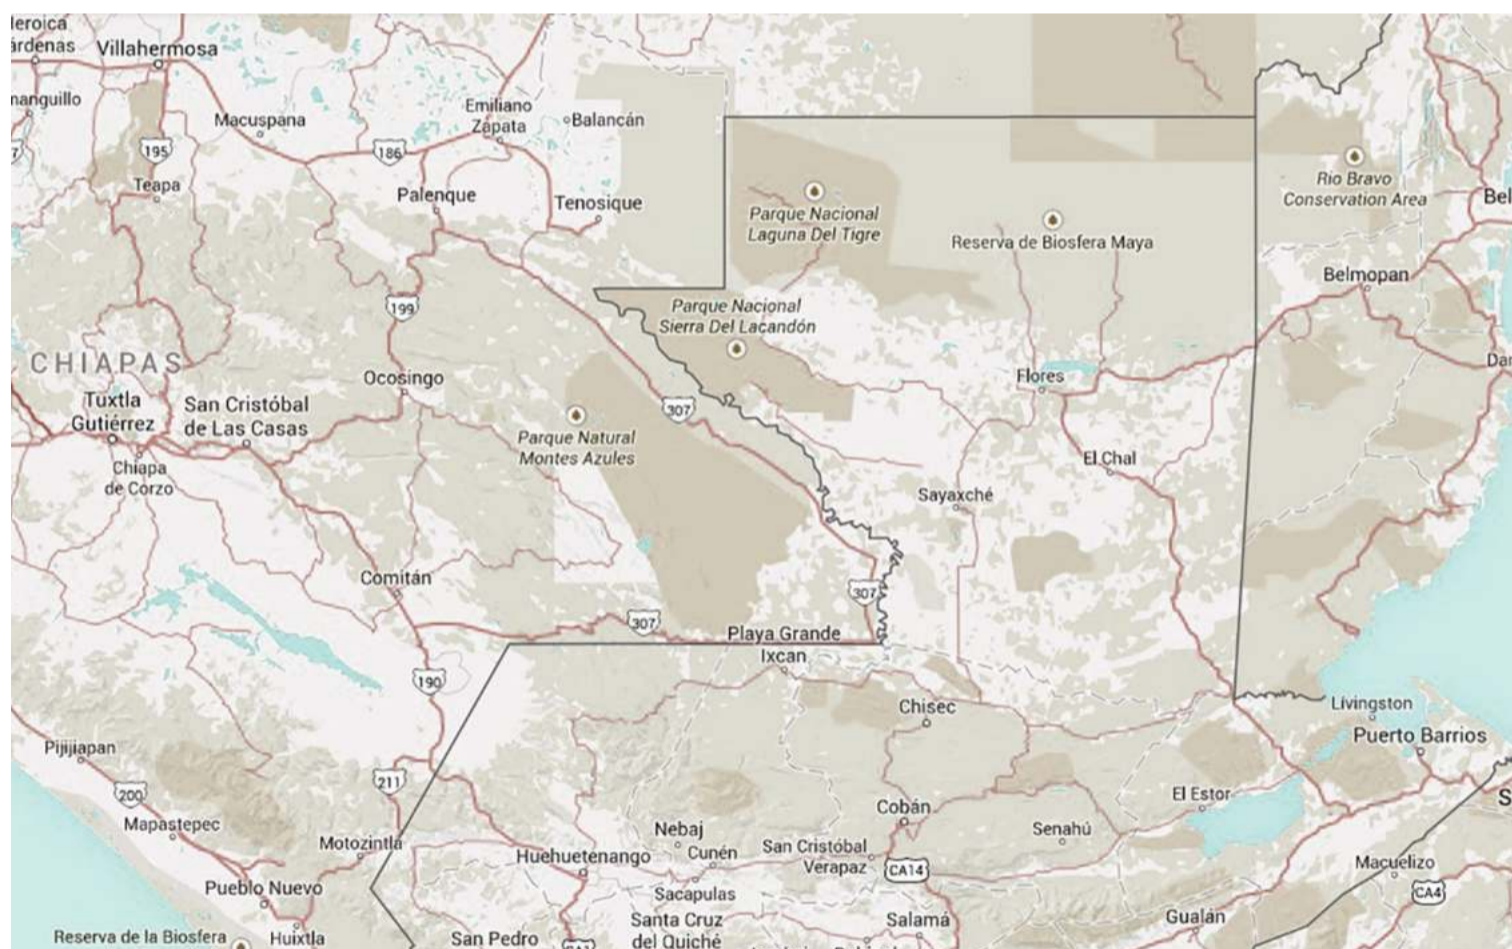 eroica
árdenas
Villahermosa
nanguillo
Macuspana
Emiliano
Zapata
Balancán
195
186
Teapa
Palenque
Tenosique
Parque Nacional
Laguna Del Tigre
Reserva de Biosfera Maya
Rio Bravo
Conservation Area
Bel
Belmopan
199
Parque Nacional
Sierra Del Lacandón
CHIAPAS
Ocosingo
Flores
Tuxtla
Gutiérrez
San Cristóbal
de Las Casas
307
Parque Natural
Montes Azules
Chiapa
de Corzo
El Chal
Sayaxché
Comitán
307
307
Playa Grande
Ixcan
190
Chisec
Livingston
Puerto Barrios
Pijijiapan
211
200
El Estor
Mapastepec
Cobán
Motozintla
Nebaj
Senahú
Huehuetenango
Cunén
San Cristóbal
Verapaz
CA14
Macuelizo
Pueblo Nuevo
Sacapulas
CA4
Santa Cruz
del Quiché
Salamá
Gualán
Reserva de la Biosfera
Huixtla
San Pedro